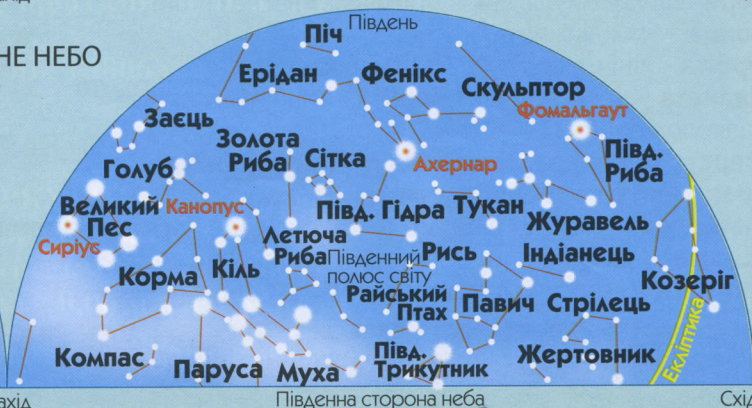 Південь
Піч
НЕ НЕБО
Ерідан
Фенікс
Скульптор
Фомальгаут
Заєць
Золота
Риба
Сітка
Ахернар
Півд.
Риба
Голуб
Великий
Пес
Канопус
Півд. Гідра
Тукан
Журавель
Сиріус
Летюча
Риба
Південний
полюс світу
Рись
Індіанець
Корма
Кіль
Козеріг
Райський
Птах
Павич
Стрілець
Екліптика
Компас
Паруса
Муха
Півд.
Трикутник
Жертовник
ахід
Південна сторона неба
Схід